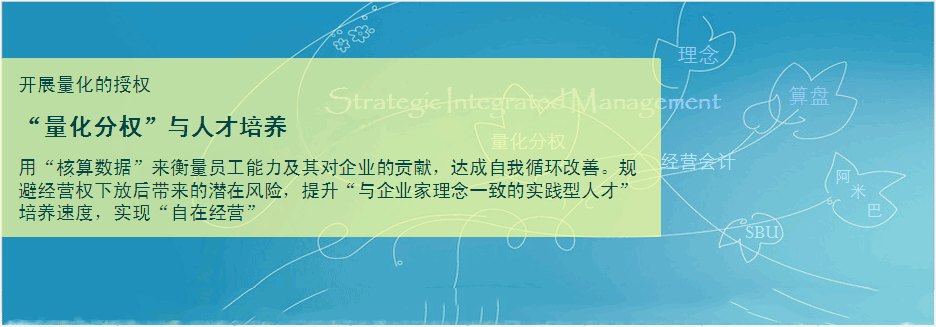 理念
开展量化的授权
算盘
Strategic Integrated Management
“量化分权”与人才培养
量化分权
用“核算数据”来衡量员工能力及其对企业的贡献，达成自我循环改善。规
经营会计
避经营权下放后带来的潜在风险，提升“与企业家理念一致的实践型人才”
阿
米
巴
培养速度，实现“自在经营”
SBU